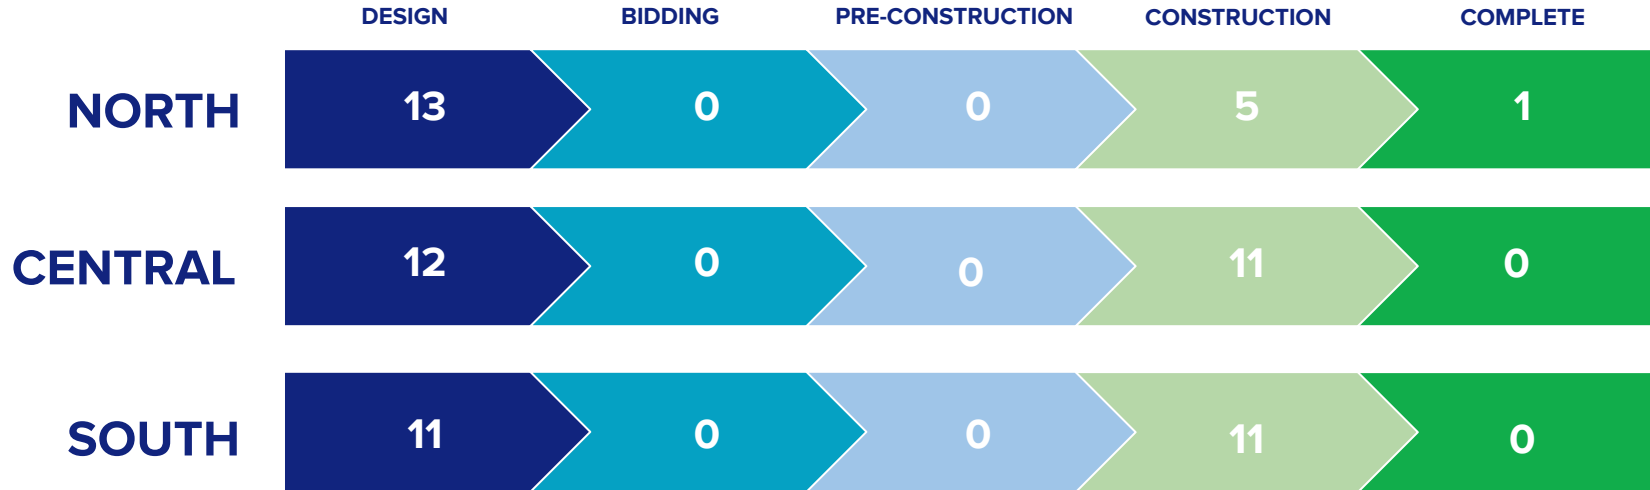 DESIGN BIDDING PRE-CONSTRUCTION CONSTRUCTION COMPLETE
NORTH 13 0 0 5 1
CENTRAL 12 0 0 11 0
SOUTH 11 0 0 11 0